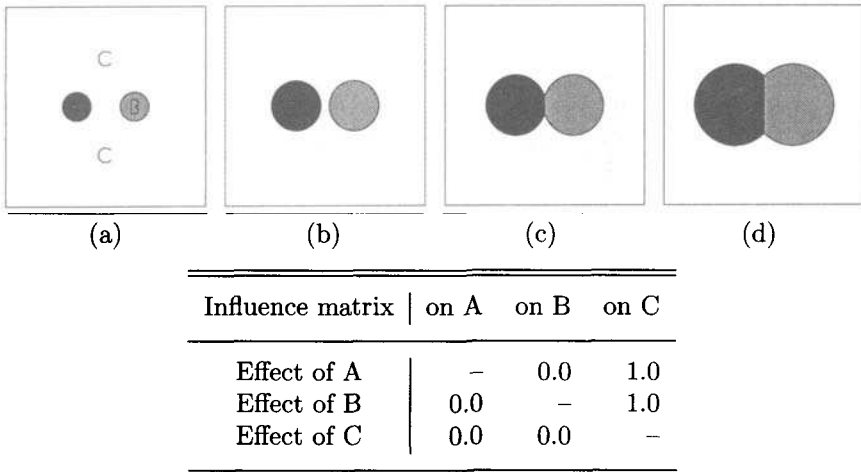 C
B
C
(a) (b) (c) (d)
Influence matrix on A on B on C
Effect of A – 0.0 1.0
Effect of B 0.0 – 1.0
Effect of C 0.0 0.0 –